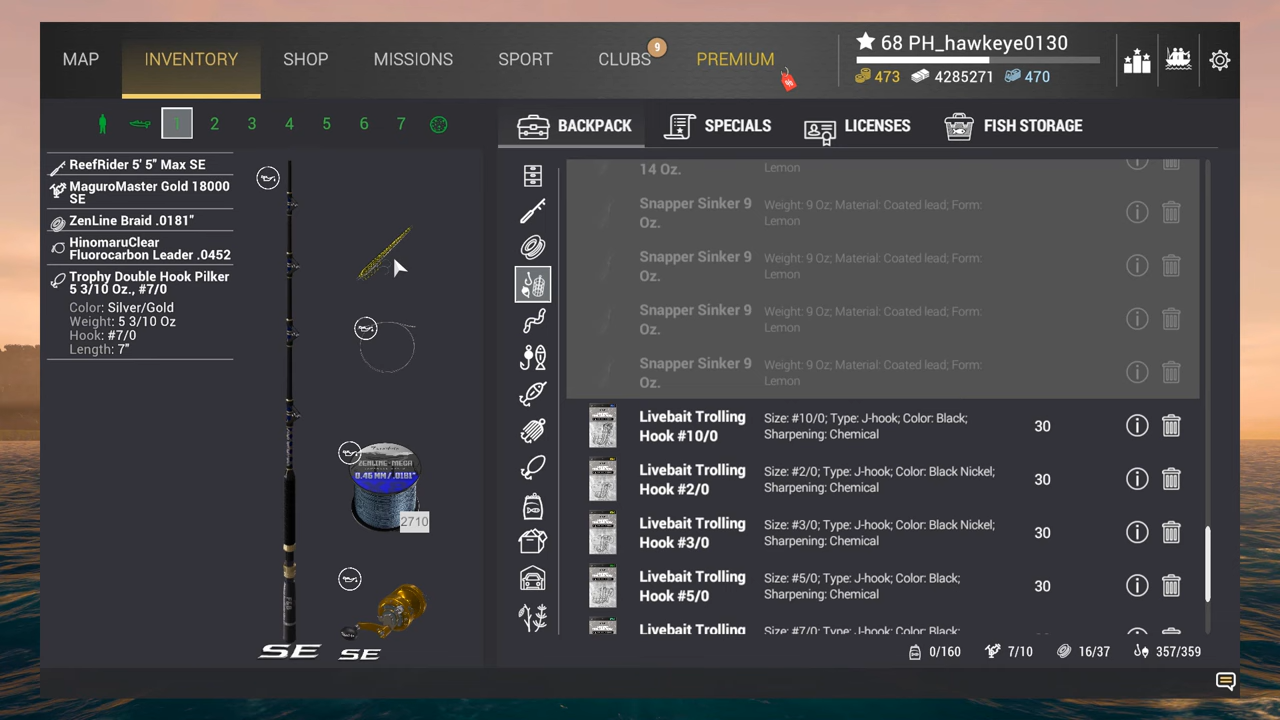 MAP INVENTORY SHOP MISSIONS SPORT CLUBS 9 PREMIUM
68 PH_hawkeye0130
473 4285271 470
1 2 3 4 5 6 7
BACKPACK SPECIALS LICENSES FISH STORAGE
ReefRider 5' 5" Max SE
MaguroMaster Gold 18000
SE
ZenLine Braid .0181"
HinomaruClear
Fluorocarbon Leader .0452
Trophy Double Hook Pilker
5 3/10 Oz., #7/0
Color: Silver/Gold
Weight: 5 3/10 Oz
Hook: #7/0
Length: 7"
ZENLINE-MEGA
0.46 MM / .0181"
2710
SE SE
14 Oz. Lemon
Snapper Sinker 9 Weight: 9 Oz; Material: Coated lead; Form:
Oz. Lemon
Snapper Sinker 9 Weight: 9 Oz; Material: Coated lead; Form:
Oz. Lemon
Snapper Sinker 9 Weight: 9 Oz; Material: Coated lead; Form:
Oz. Lemon
Snapper Sinker 9 Weight: 9 Oz; Material: Coated lead; Form:
Oz. Lemon
Livebait Trolling Size: #10/0; Type: J-hook; Color: Black; 30
Hook #10/0 Sharpening: Chemical
Livebait Trolling Size: #2/0; Type: J-hook; Color: Black Nickel; 30
Hook #2/0 Sharpening: Chemical
Livebait Trolling Size: #3/0; Type: J-hook; Color: Black Nickel; 30
Hook #3/0 Sharpening: Chemical
Livebait Trolling Size: #5/0; Type: J-hook; Color: Black; 30
Hook #5/0 Sharpening: Chemical
Livebait Trolling Size: #7/0; Type: J-hook; Color: Black;
0/160 7/10 16/37 357/359